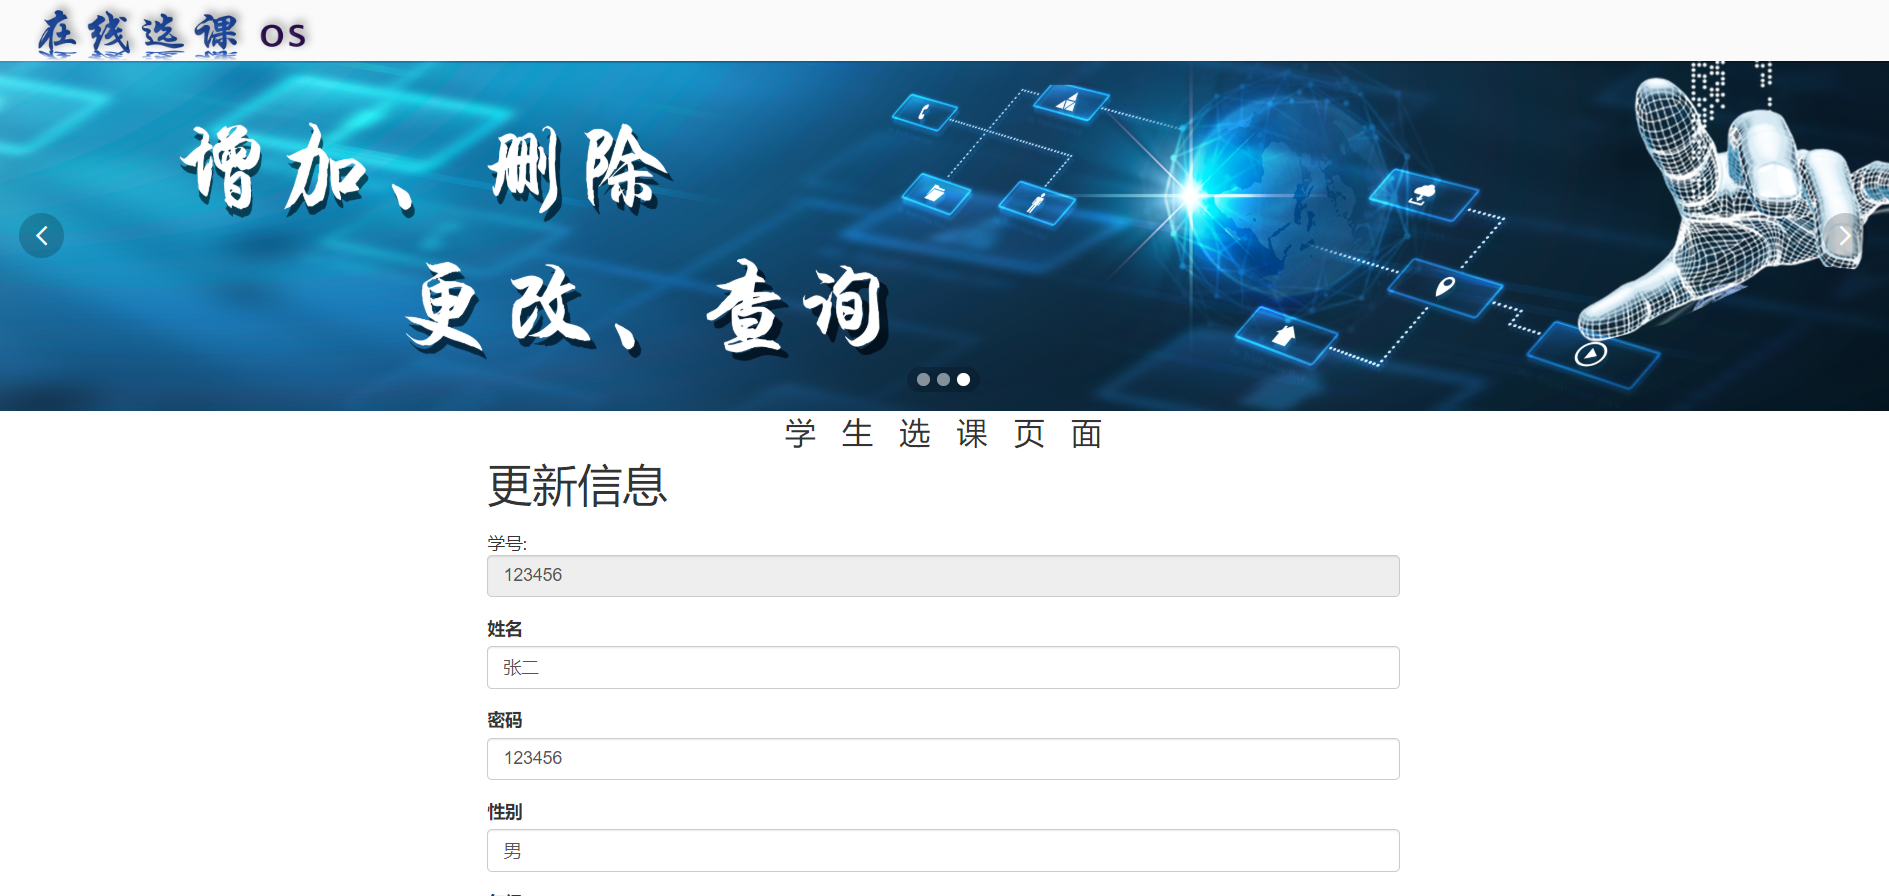 在线选课 OS
增加、删除
更改、查询
学生选课页面
更新信息
学号:
123456
姓名
张二
密码
123456
性别
男